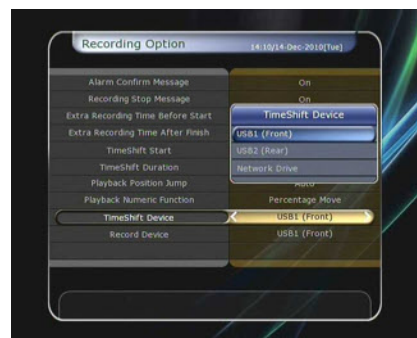 Recording Option 14:10/14-Dec-2010[Tue]
Alarm Confirm Message On
Recording Stop Message On
Extra Recording Time Before Start
Extra Recording Time After Finish
TimeShift Start
TimeShift Duration
Playback Position Jump Auto
Playback Numeric Function Percentage Move
TimeShift Device USB1 (Front)
Record Device USB1 (Front)
TimeShift Device
USB1 (Front)
USB2 (Rear)
Network Drive